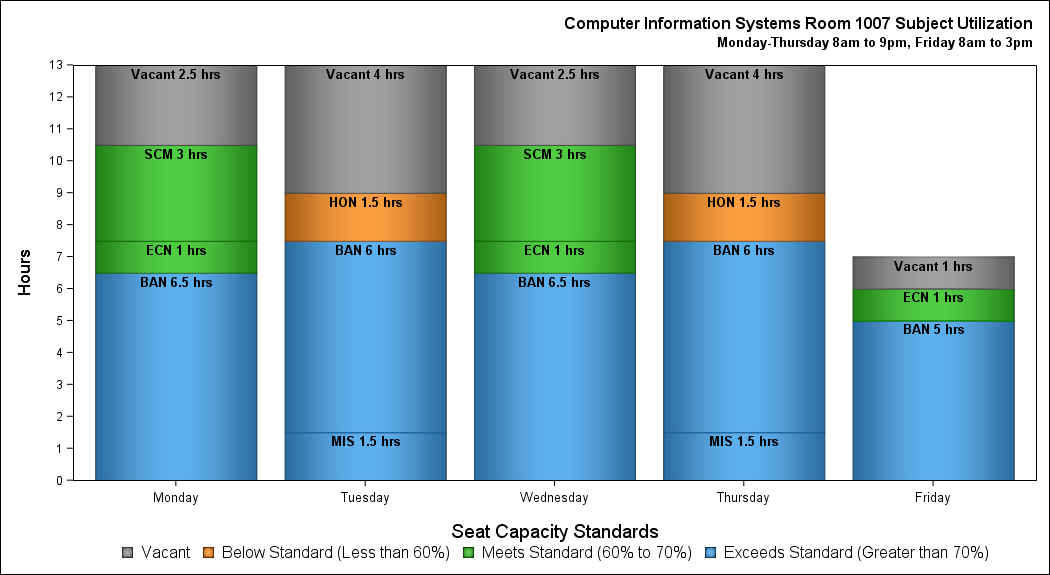 Computer Information Systems Room 1007 Subject Utilization
Monday-Thursday 8am to 9pm, Friday 8am to 3pm
Hours
13
12
11
10
9
8
7
6
5
4
3
2
1
0
Vacant 2.5 hrs
SCM 3 hrs
ECN 1 hrs
BAN 6.5 hrs
Vacant 4 hrs
HON 1.5 hrs
BAN 6 hrs
MIS 1.5 hrs
Vacant 2.5 hrs
SCM 3 hrs
ECN 1 hrs
BAN 6.5 hrs
Vacant 4 hrs
HON 1.5 hrs
BAN 6 hrs
MIS 1.5 hrs
Vacant 1 hrs
ECN 1 hrs
BAN 5 hrs
Monday Tuesday Wednesday Thursday Friday
Seat Capacity Standards
Vacant Below Standard (Less than 60%) Meets Standard (60% to 70%) Exceeds Standard (Greater than 70%)